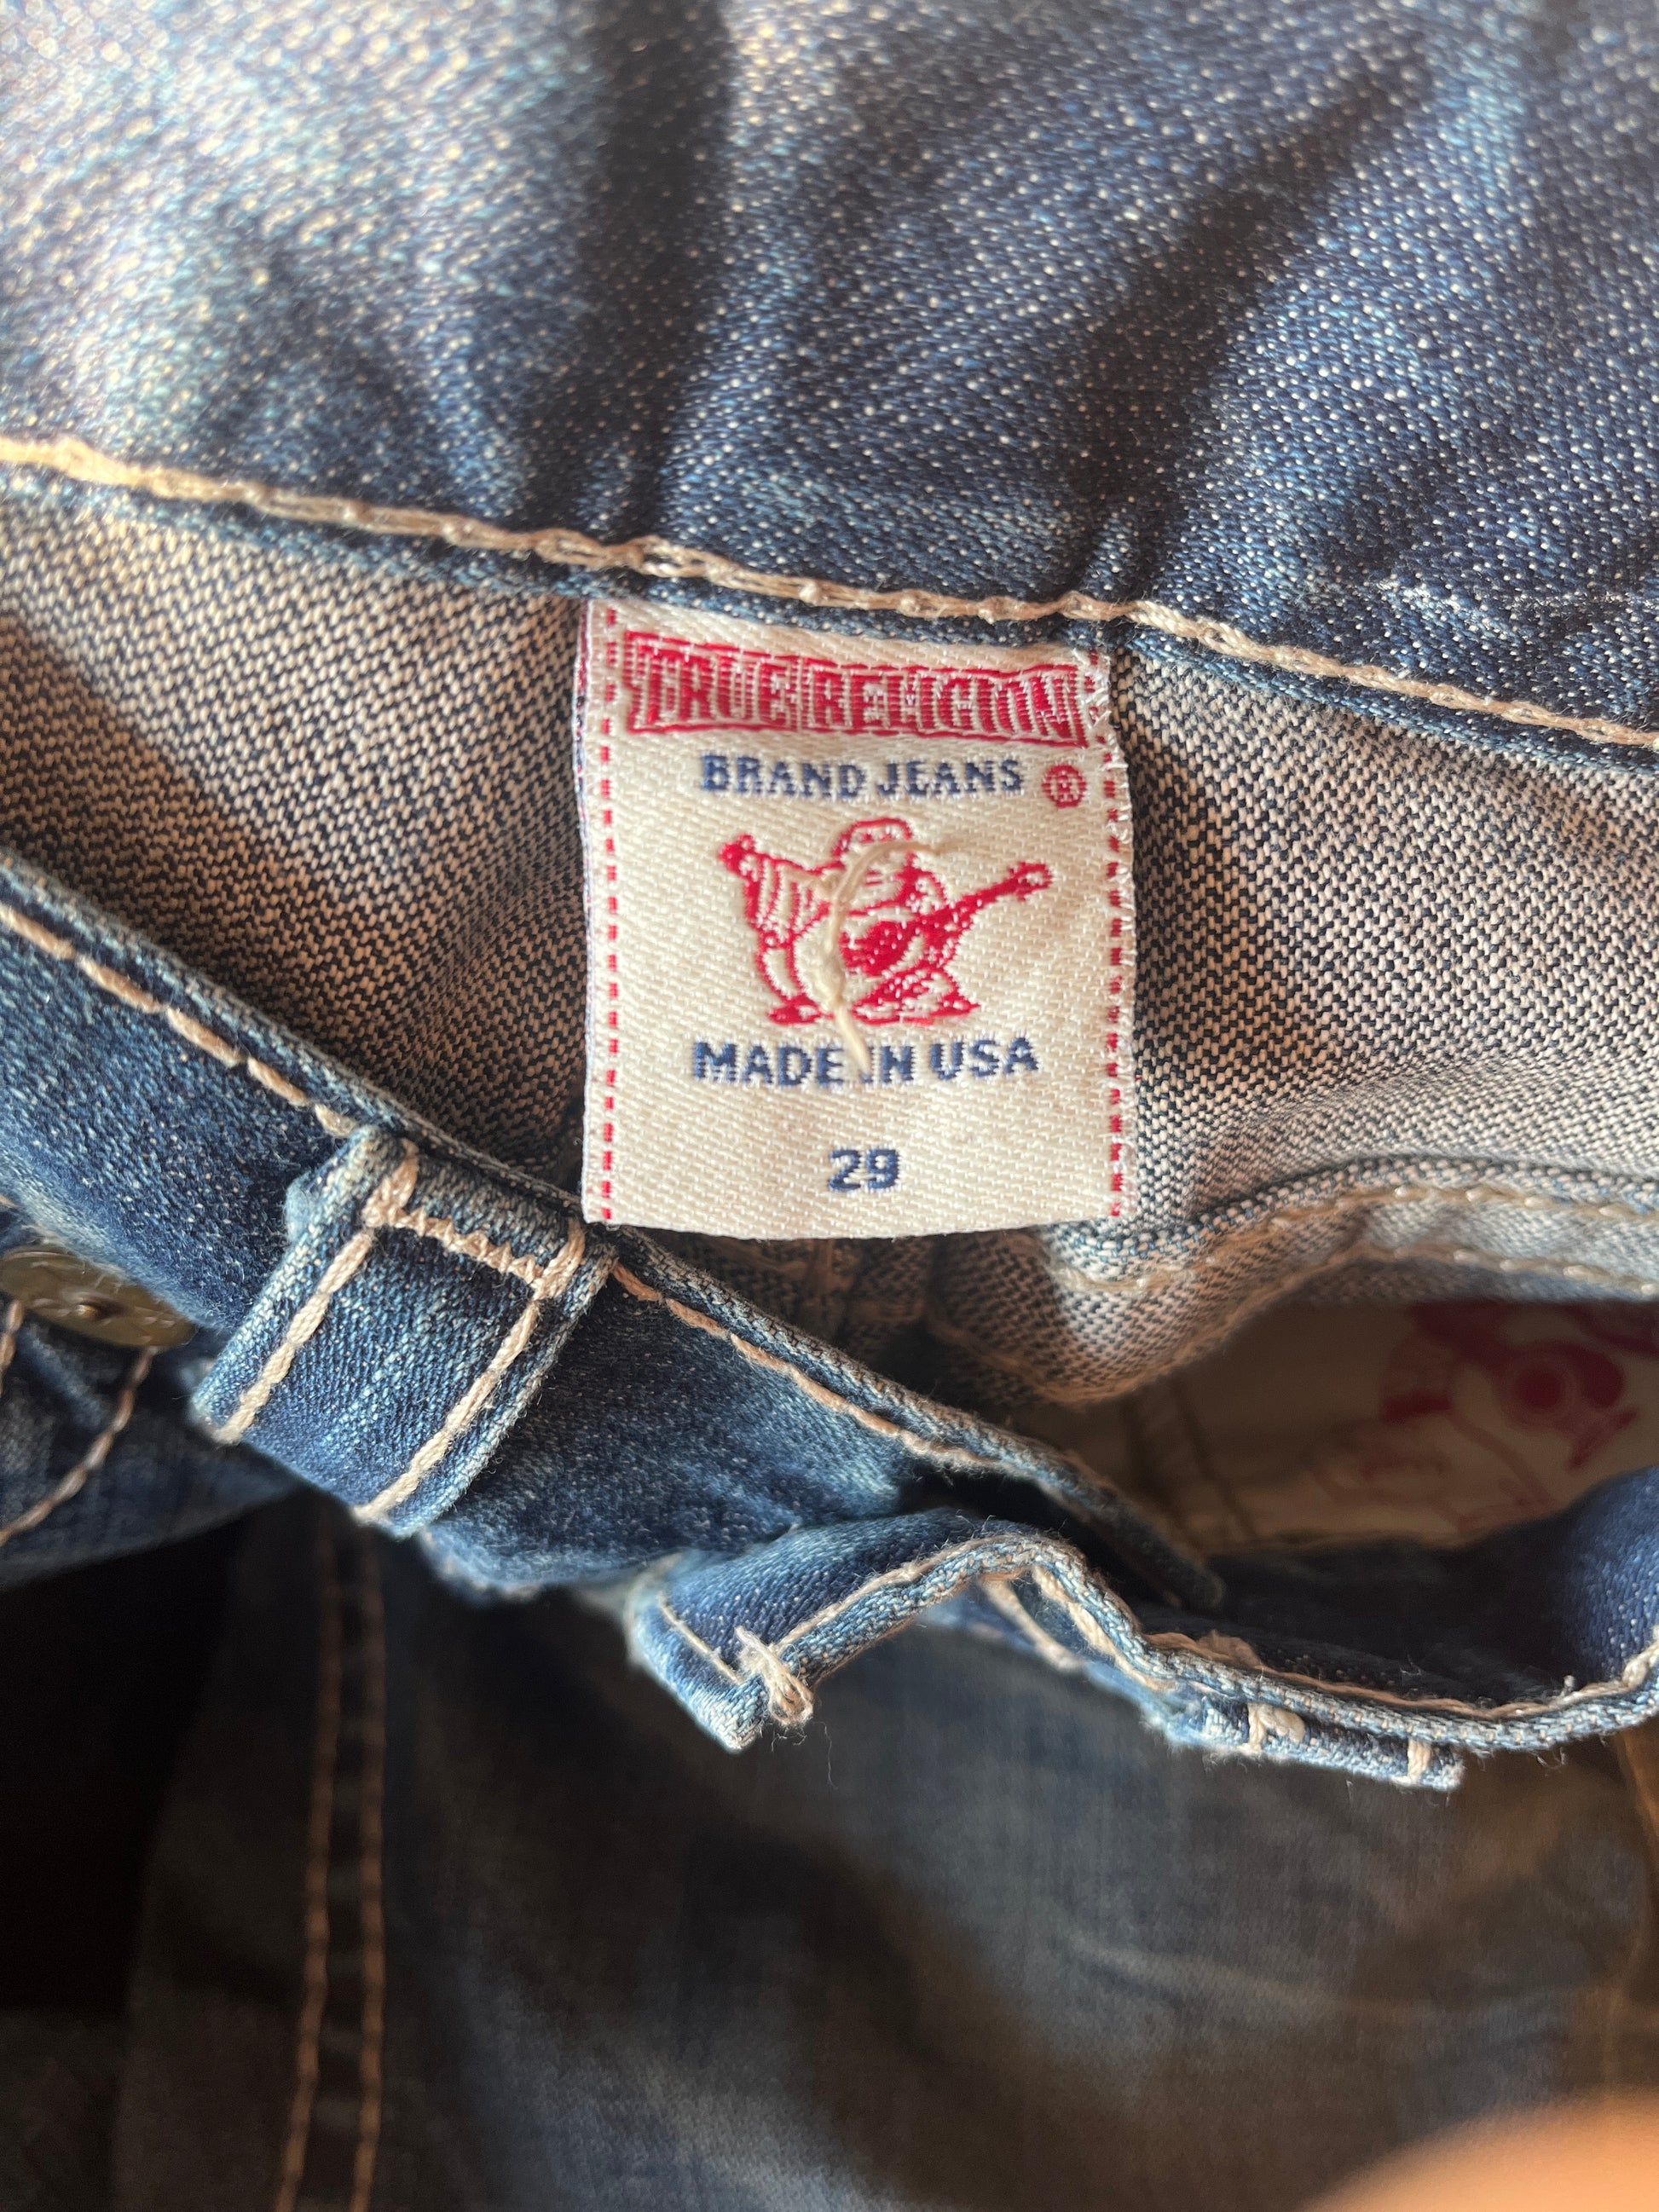 TRUE RELIGION
BRAND JEANS ®
MADE IN USA
29